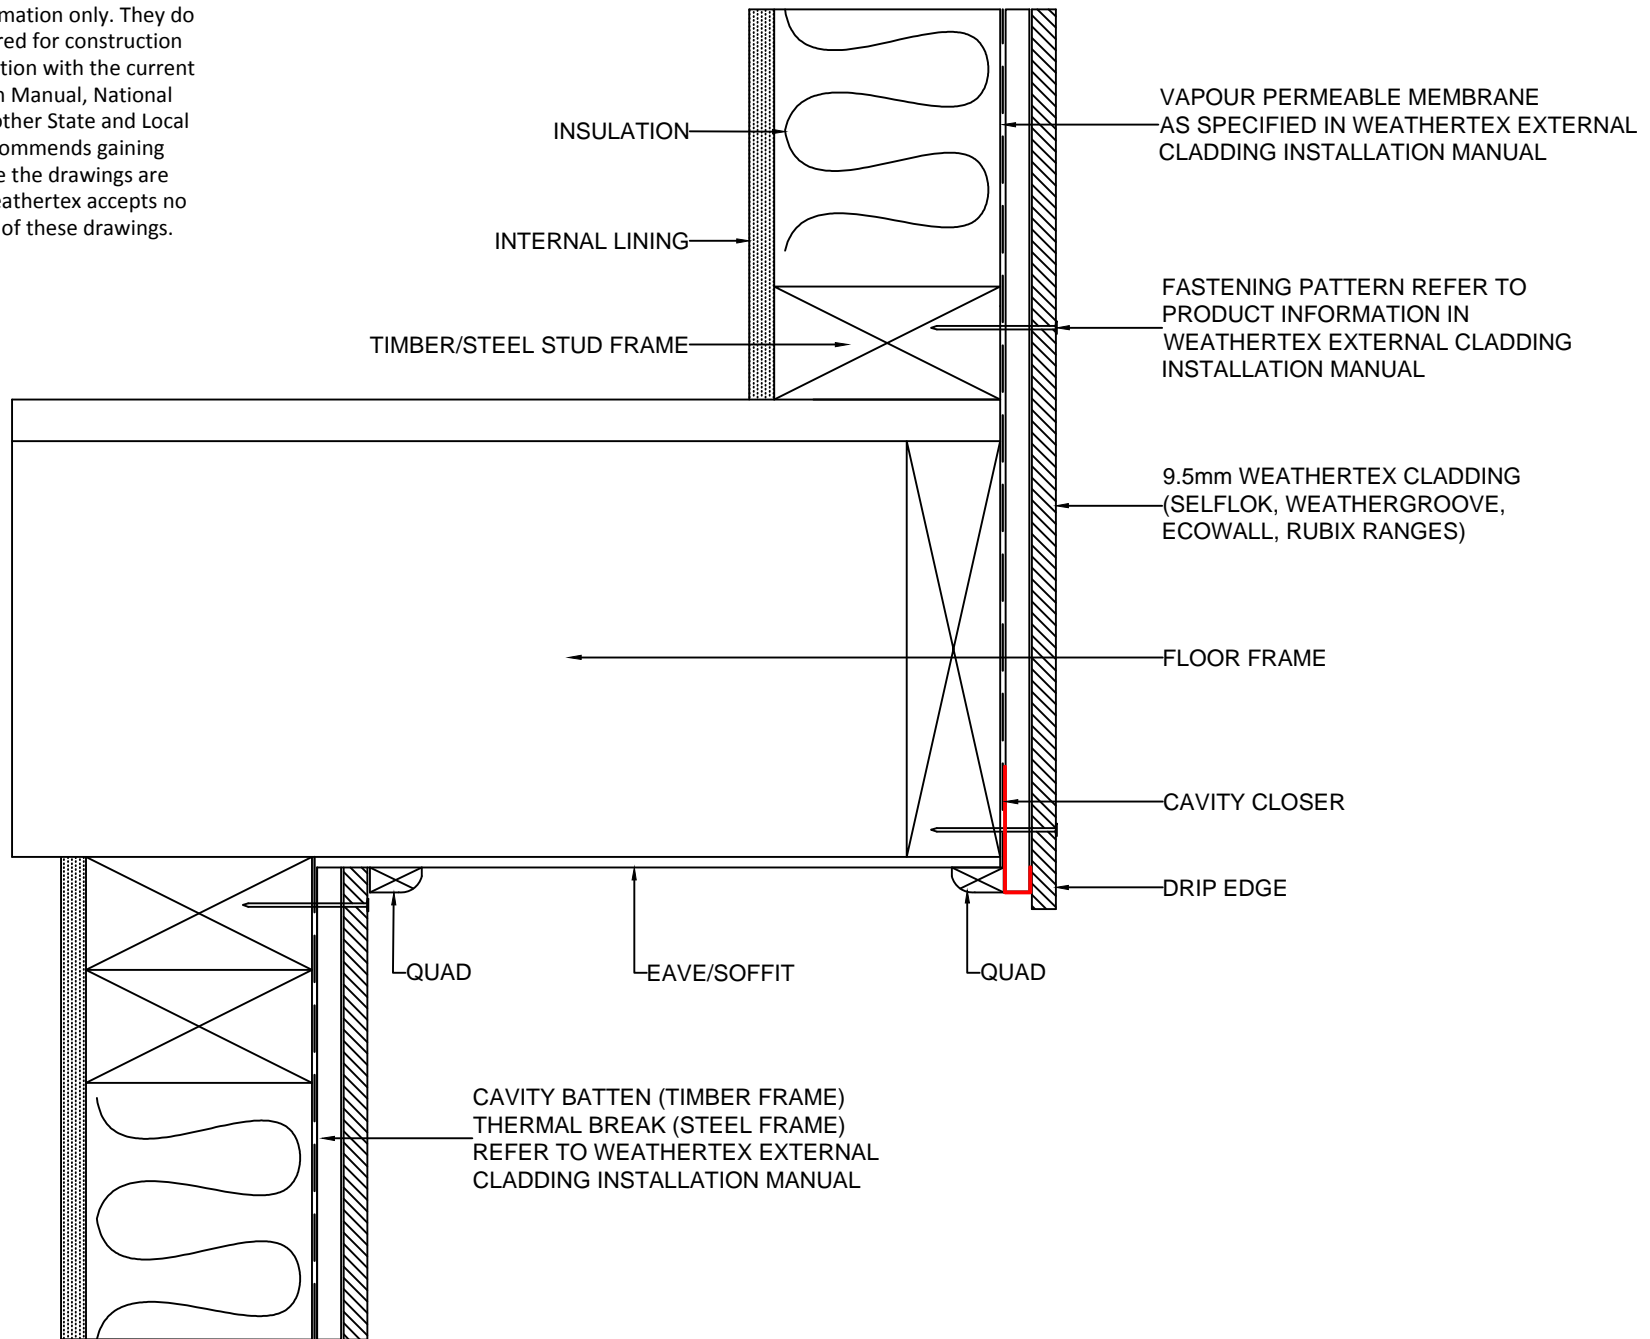 mation only. They do
red for construction
tion with the current
n Manual, National
other State and Local
commends gaining
e the drawings are
eathertex accepts no
of these drawings.
INSULATION
INTERNAL LINING
TIMBER/STEEL STUD FRAME
VAPOUR PERMEABLE MEMBRANE
AS SPECIFIED IN WEATHERTEX EXTERNAL
CLADDING INSTALLATION MANUAL
FASTENING PATTERN REFER TO
PRODUCT INFORMATION IN
WEATHERTEX EXTERNAL CLADDING
INSTALLATION MANUAL
9.5mm WEATHERTEX CLADDING
(SELFLOK, WEATHERGROOVE,
ECOWALL, RUBIX RANGES)
FLOOR FRAME
CAVITY CLOSER
DRIP EDGE
QUAD
EAVE/SOFFIT
QUAD
CAVITY BATTEN (TIMBER FRAME)
THERMAL BREAK (STEEL FRAME)
REFER TO WEATHERTEX EXTERNAL
CLADDING INSTALLATION MANUAL